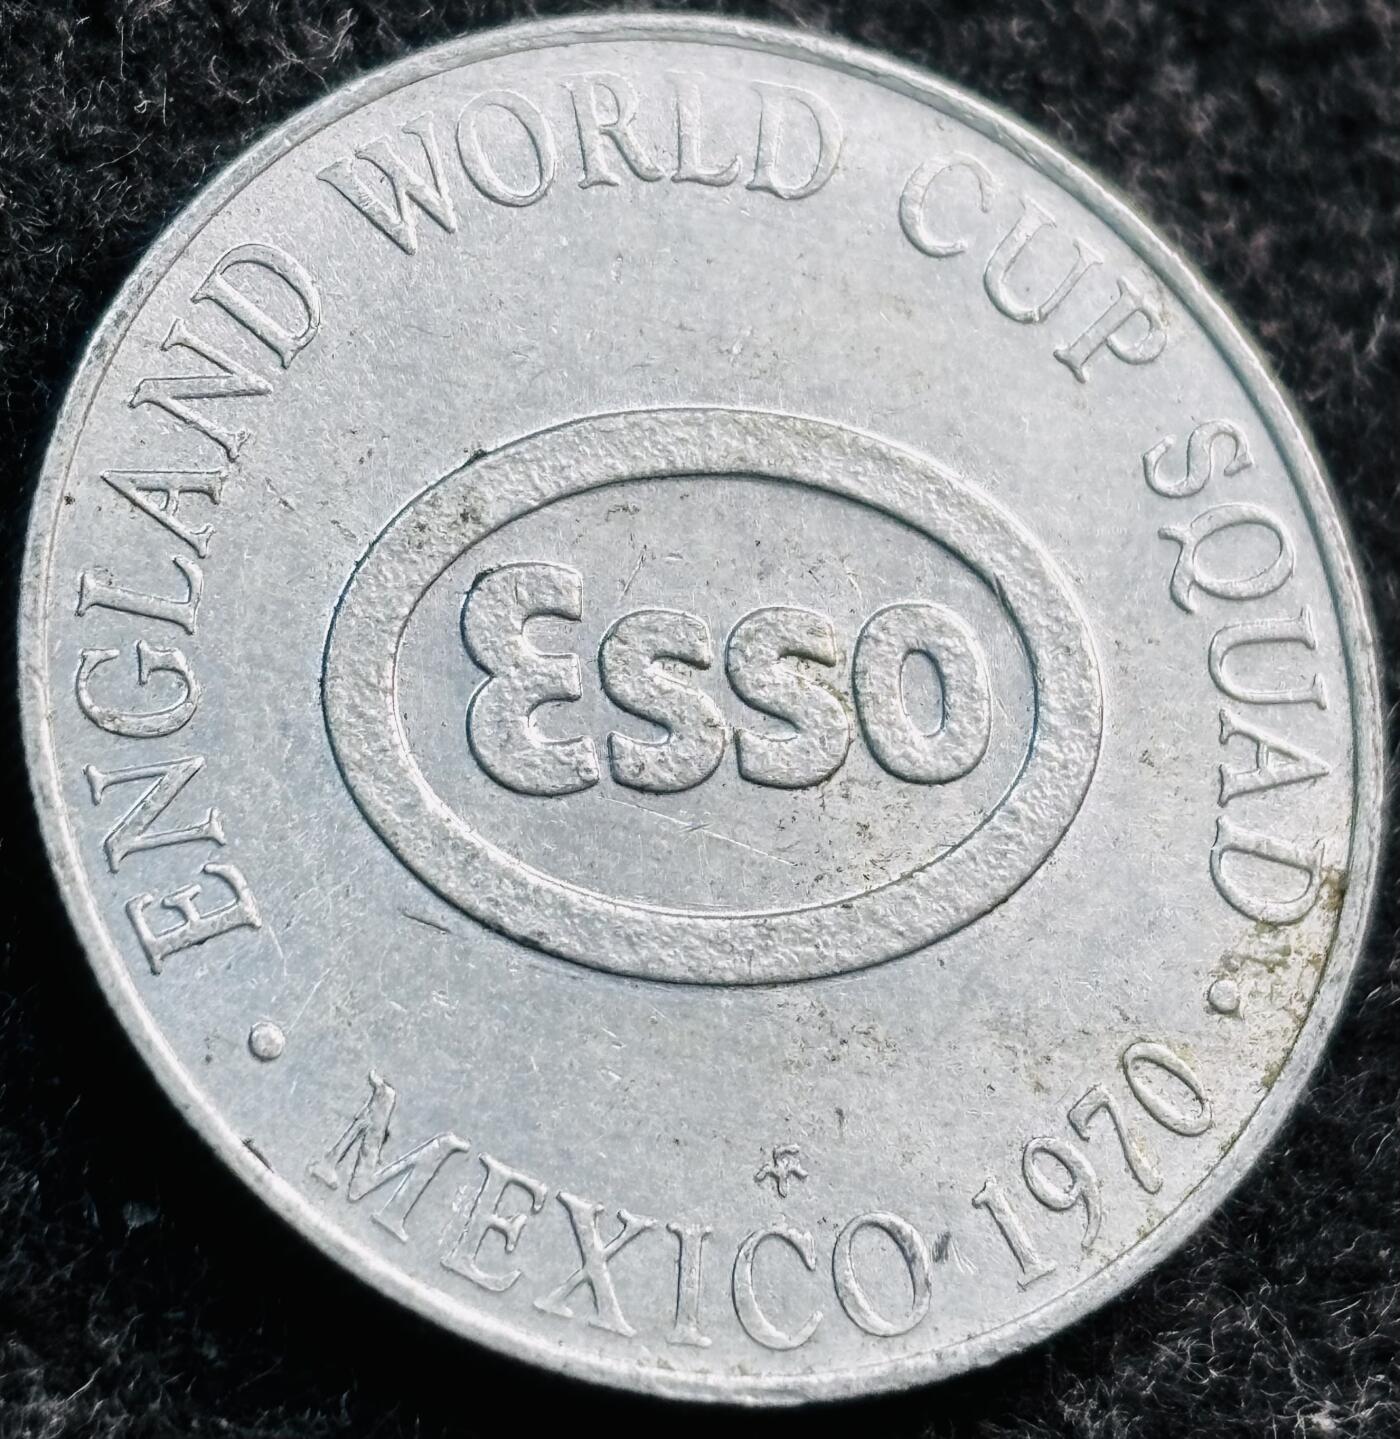 · ENGLAND WORLD CUP SQUAD ·
Esso
MEXICO 1970